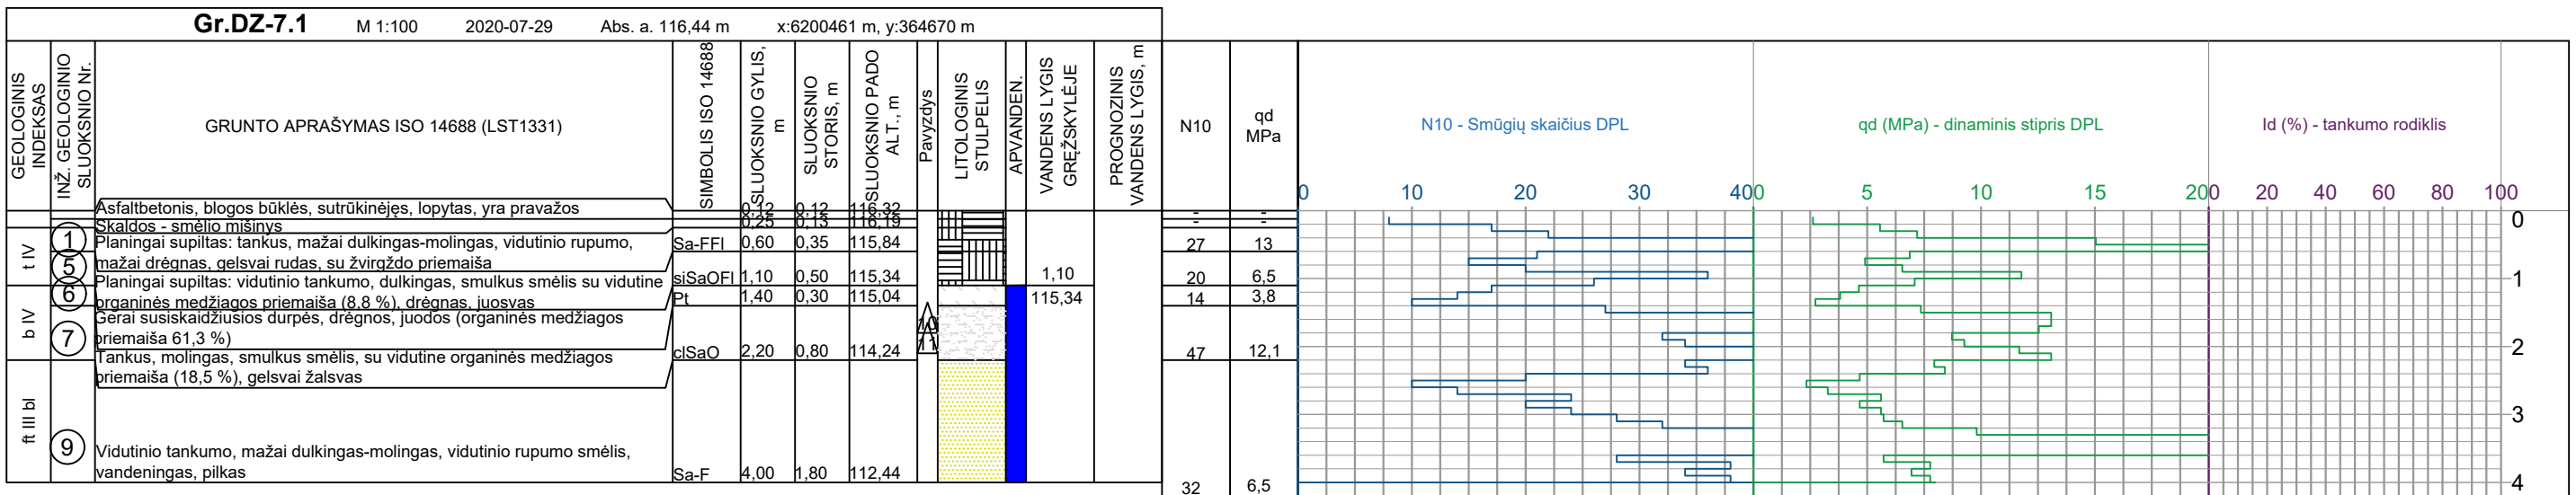 Gr.DZ-7.1 M 1:100 2020-07-29 Abs. a. 116,44 m x:6200461 m, y:364670 m
GEOLOGINIS INDEKSAS
INŽ. GEOLOGINIO SLUOKSNIO Nr.
GRUNTO APRAŠYMAS ISO 14688 (LST1331)
SIMBOLIS ISO 14688
SLUOKSNIO GYLIS, m
SLUOKSNIO STORIS, m
SLUOKSNIO PADO ALT., m
Pavyzdys
LITOLOGINIS STULPELIS
APVANDEN.
VANDENS LYGIS GRĘŽSKYLĖJE
PROGNOZINIS VANDENS LYGIS, m
N10
qd MPa
N10 - Smūgių skaičius DPL
qd (MPa) - dinaminis stipris DPL
Id (%) - tankumo rodiklis
0 10 20 30 40
0 5 10 15 20
0 20 40 60 80 100
Asfaltbetonis, blogos būklės, sutrūkinėjęs, lopytas, yra pravažos
0,12 0,12 116,32 - -
Skaldos - smėlio mišinys
0,25 0,13 116,19 - -
t IV
1
Planingai supiltas: tankus, mažai dulkingas-molingas, vidutinio rupumo,
mažai drėgnas, gelsvai rudas, su žvirgždo priemaiša
Sa-FFl 0,60 0,35 115,84 27 13
5
Planingai supiltas: vidutinio tankumo, dulkingas, smulkus smėlis su vidutine
organinės medžiagos priemaiša (8,8 %), drėgnas, juosvas
siSaOFl 1,10 0,50 115,34 1,10 20 6,5
115,34
b IV
6
Gerai susiskaidžiusios durpės, drėgnos, juodos (organinės medžiagos
priemaiša 61,3 %)
Pt 1,40 0,30 115,04 14 3,8
7
Tankus, molingas, smulkus smėlis, su vidutine organinės medžiagos
priemaiša (18,5 %), gelsvai žalsvas
clSaO 2,20 0,80 114,24 47 12,1
10
11
ft III bl
9
Vidutinio tankumo, mažai dulkingas-molingas, vidutinio rupumo smėlis,
vandeningas, pilkas
Sa-F 4,00 1,80 112,44 32 6,5
0
1
2
3
4